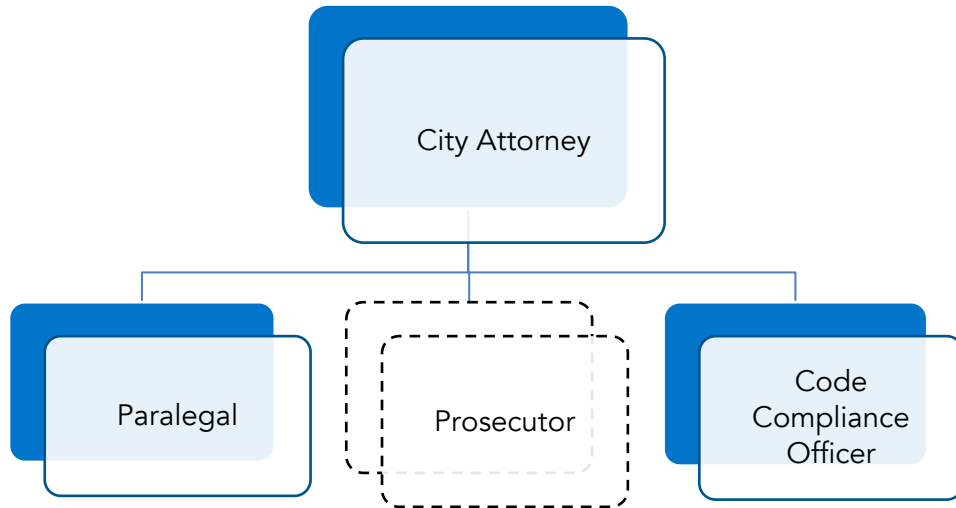 City Attorney
Paralegal
Prosecutor
Code
Compliance
Officer